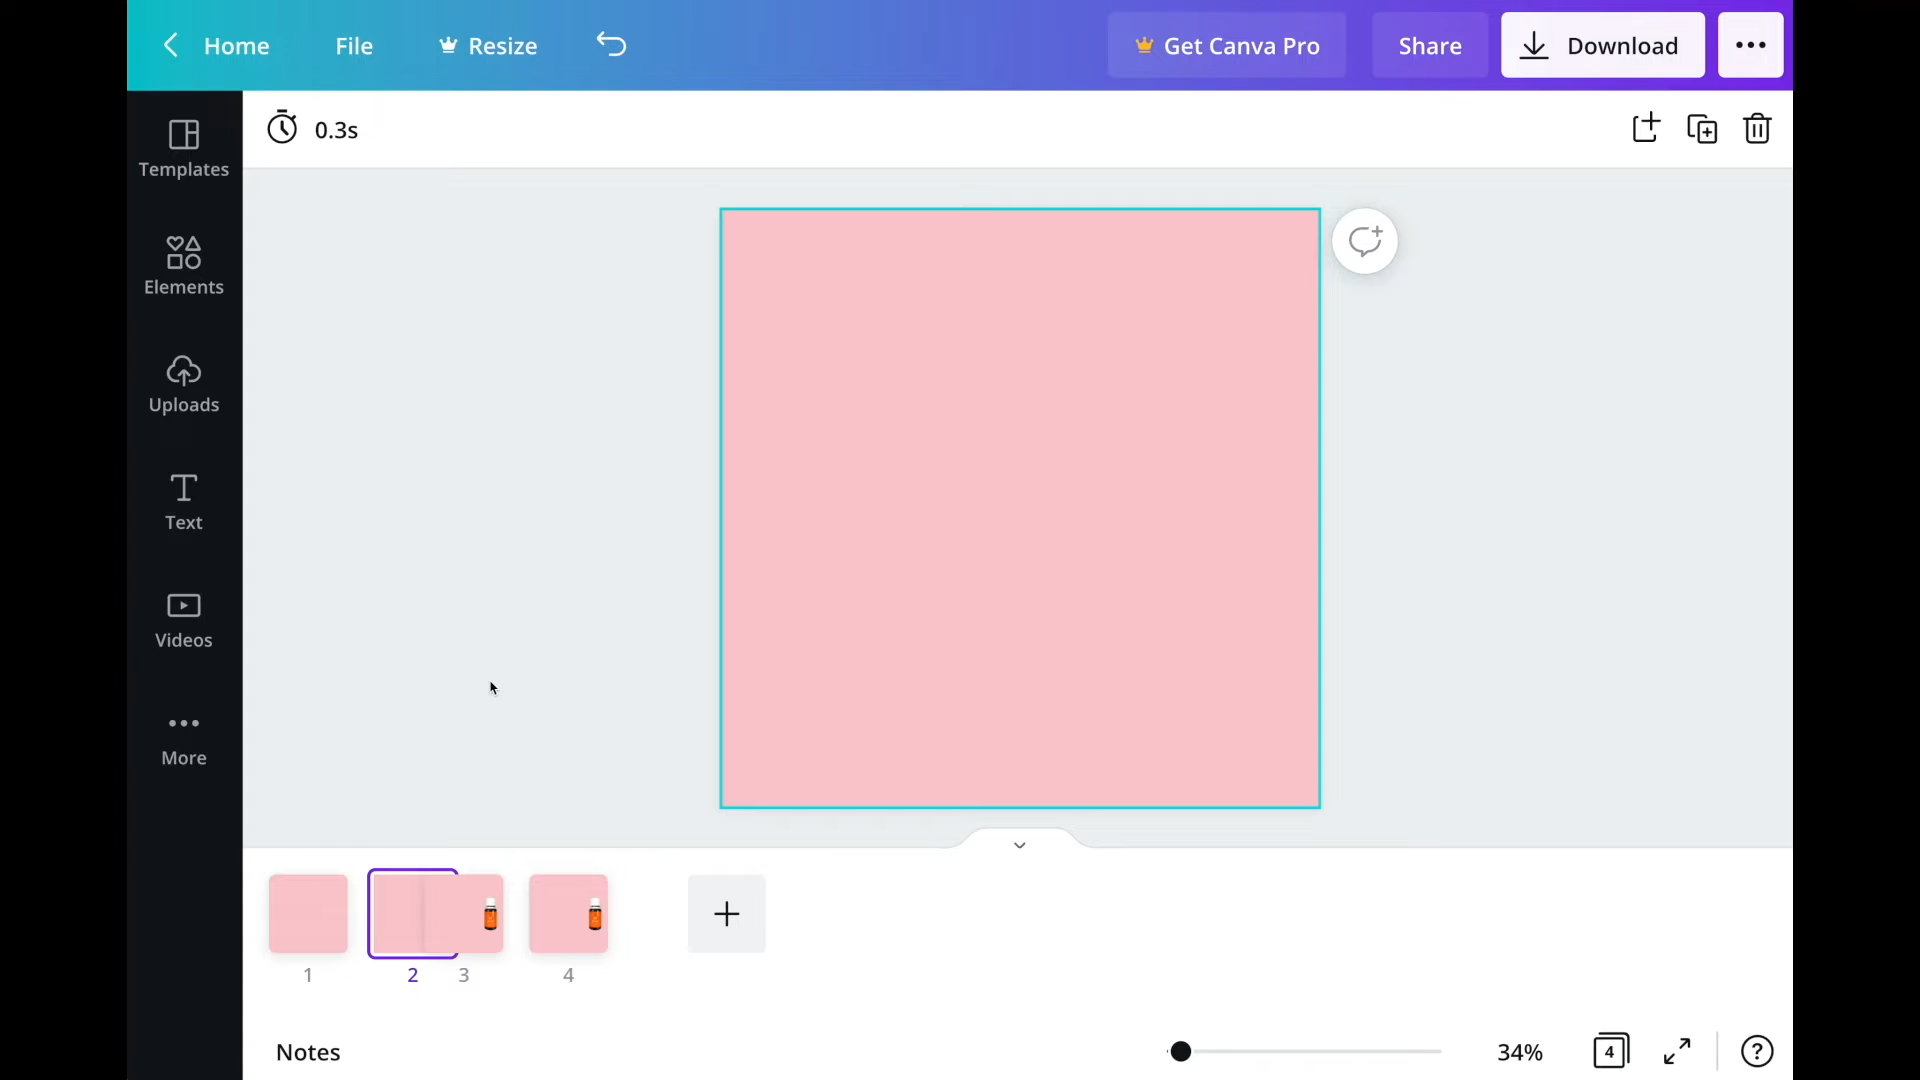 Home
File
Resize
Get Canva Pro
Share
Download
0.3s
Templates
Elements
Uploads
Text
Videos
More
1
2
3
4
Notes
34%
4
?